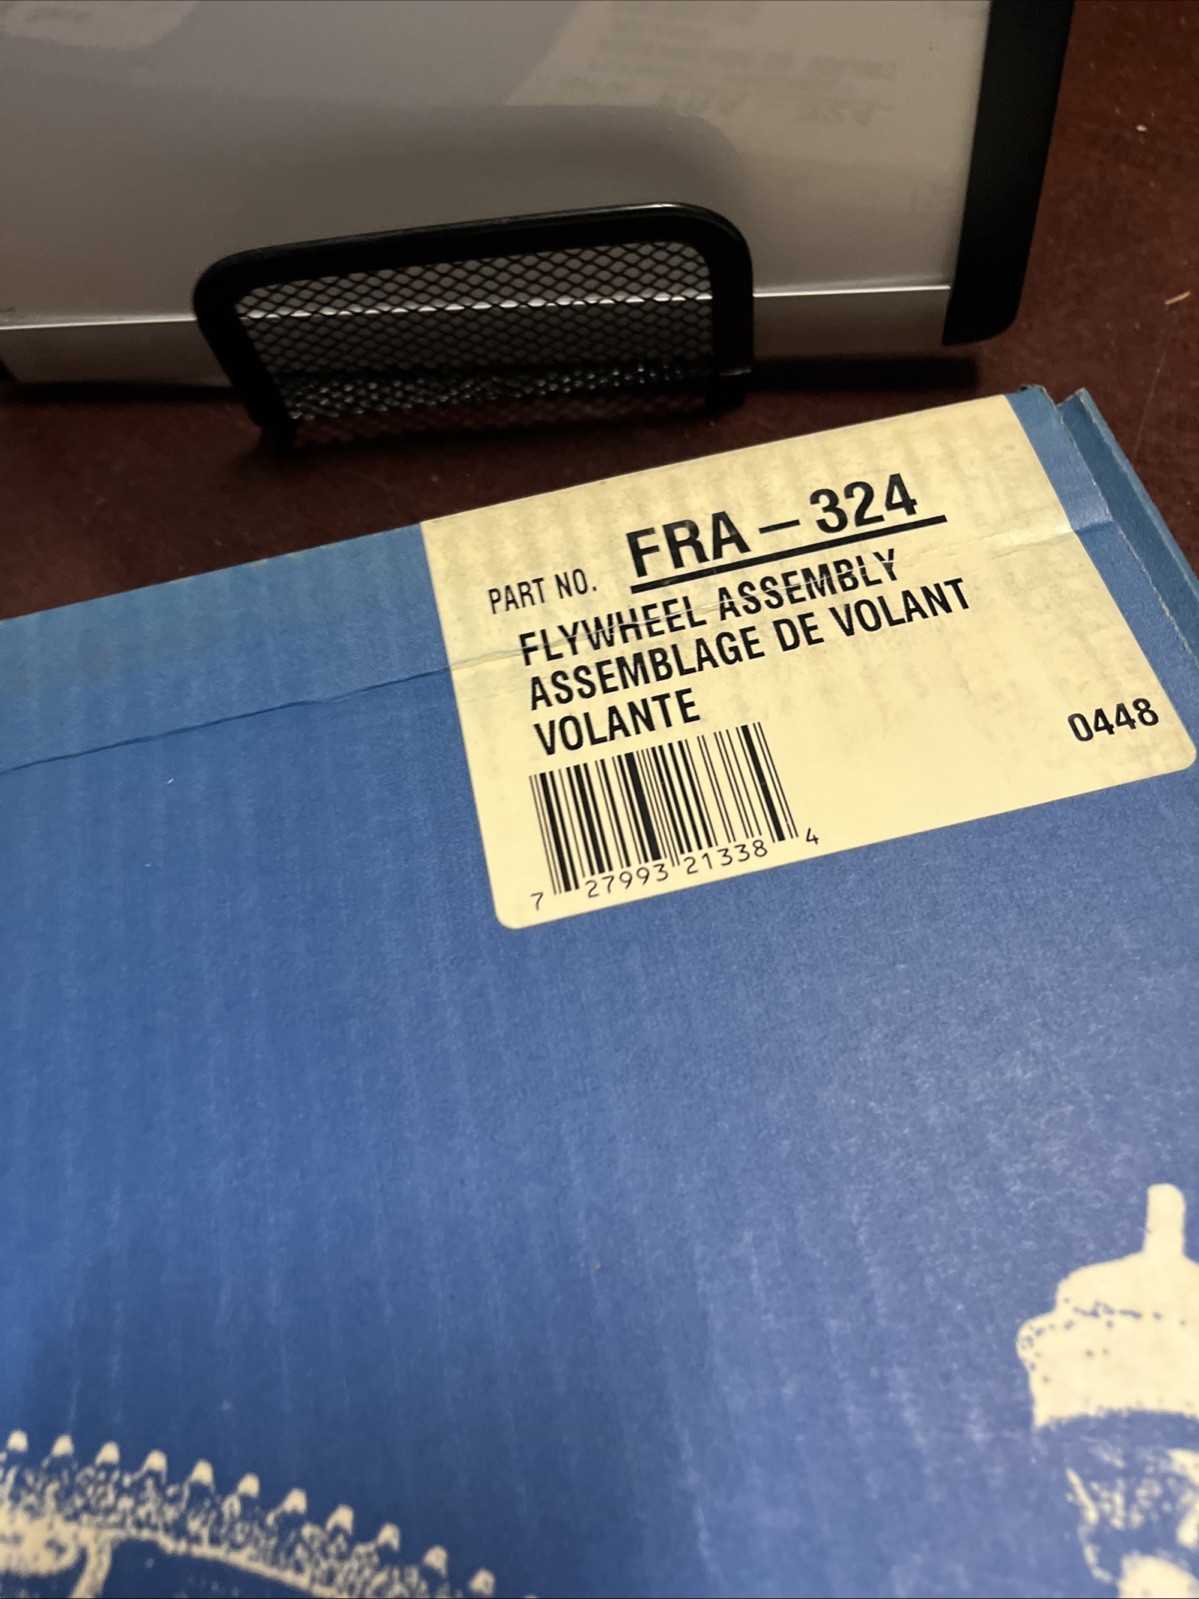 PART NO. FRA-324
FLYWHEEL ASSEMBLY
ASSEMBLAGE DE VOLANT
VOLANTE
0448
7 27993 21338 4